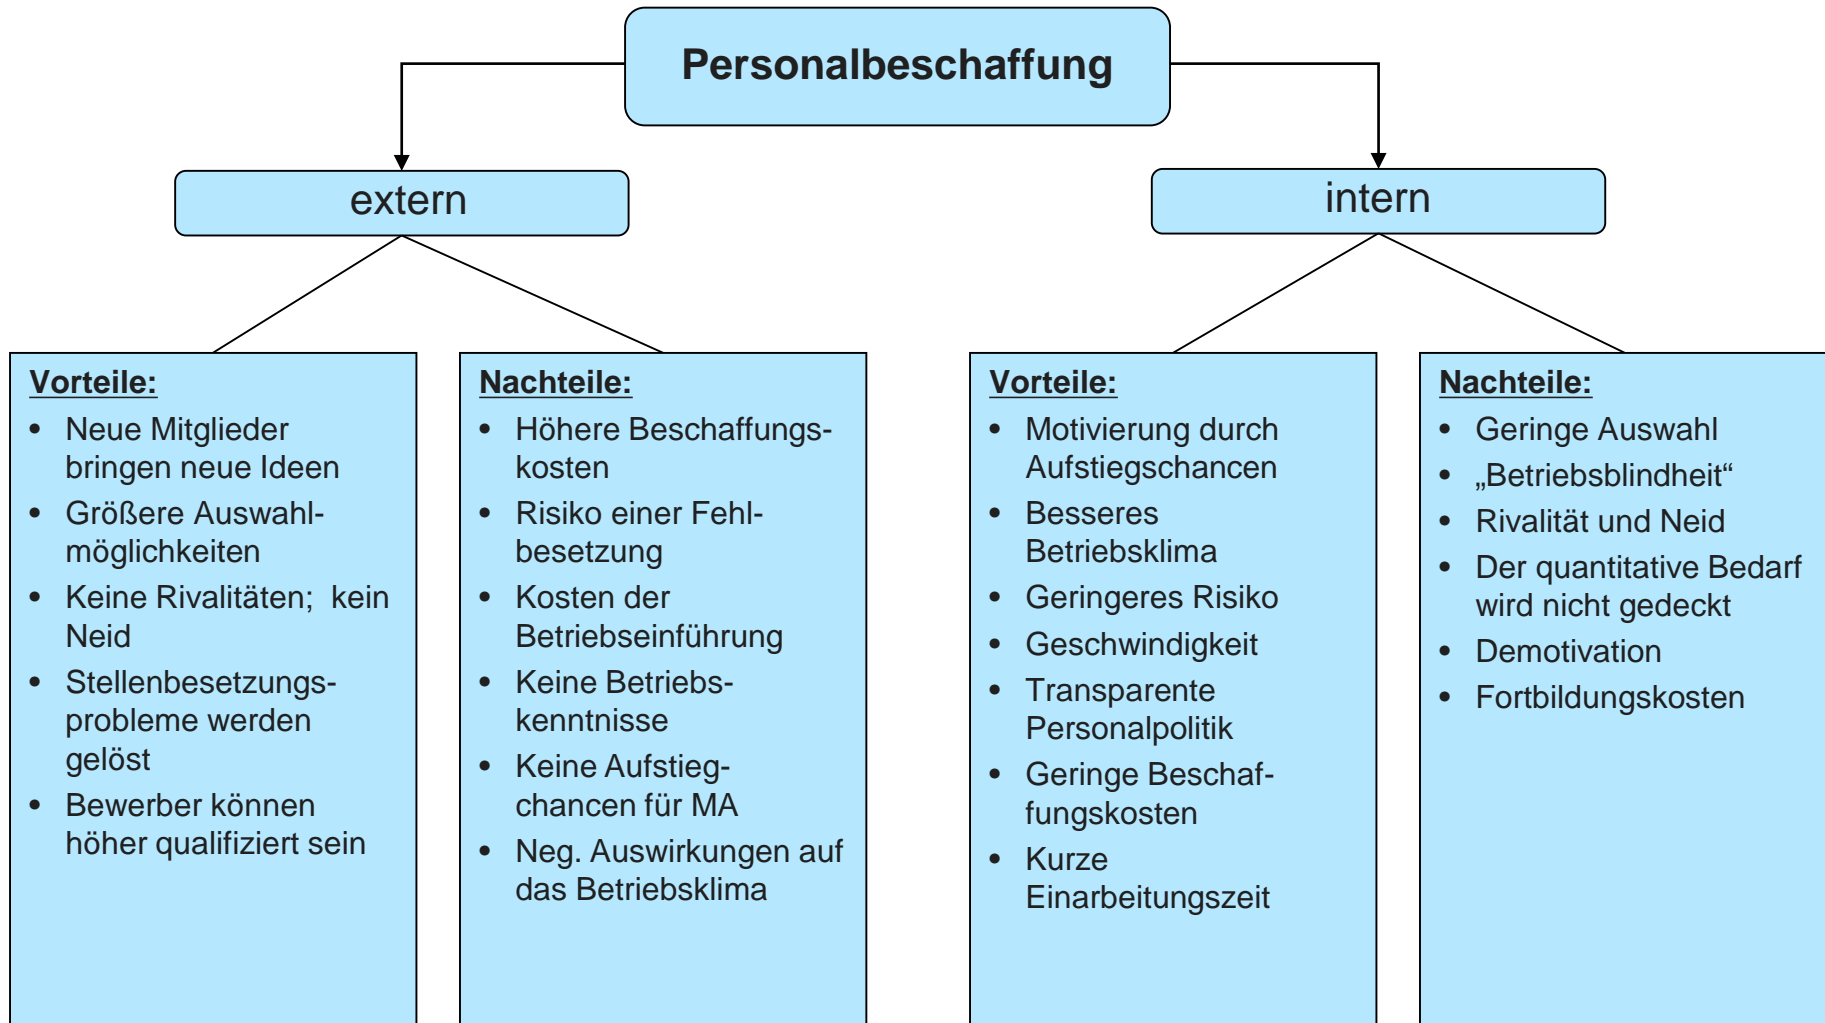 Personalbeschaffung
extern
intern
Vorteile:
• Neue Mitglieder
bringen neue Ideen
• Größere Auswahl-
möglichkeiten
• Keine Rivalitäten;  kein
Neid
• Stellenbesetzungs-
probleme werden
gelöst
• Bewerber können
höher qualifiziert sein
Nachteile:
• Höhere Beschaffungs-
kosten
• Risiko einer Fehl-
besetzung
• Kosten der
Betriebseinführung
• Keine Betriebs-
kenntnisse
• Keine Aufstieg-
chancen für MA
• Neg. Auswirkungen auf
das Betriebsklima
Vorteile:
• Motivierung durch
Aufstiegschancen
• Besseres
Betriebsklima
• Geringeres Risiko
• Geschwindigkeit
• Transparente
Personalpolitik
• Geringe Beschaf-
fungskosten
• Kurze
Einarbeitungszeit
Nachteile:
• Geringe Auswahl
• „Betriebsblindheit“
• Rivalität und Neid
• Der quantitative Bedarf
wird nicht gedeckt
• Demotivation
• Fortbildungskosten